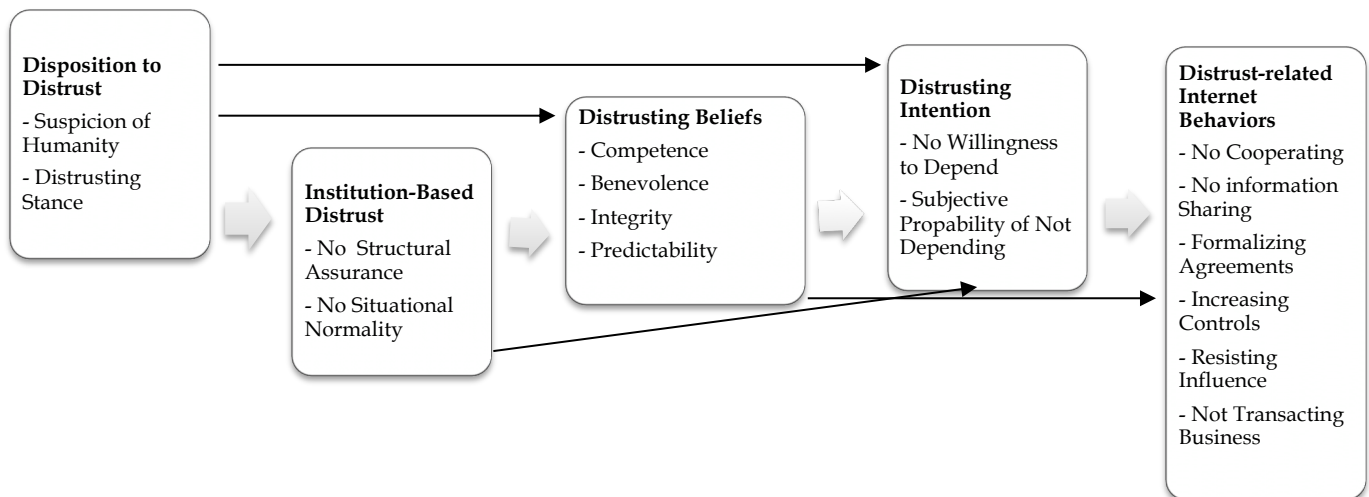 Disposition to
Distrust
- Suspicion of
Humanity
- Distrusting
Stance
Institution-Based
Distrust
- No Structural
Assurance
- No Situational
Normality
Distrusting Beliefs
- Competence
- Benevolence
- Integrity
- Predictability
Distrusting
Intention
- No Willingness
to Depend
- Subjective
Propability of Not
Depending
Distrust-related
Internet
Behaviors
- No Cooperating
- No information
Sharing
- Formalizing
Agreements
- Increasing
Controls
- Resisting
Influence
- Not Transacting
Business